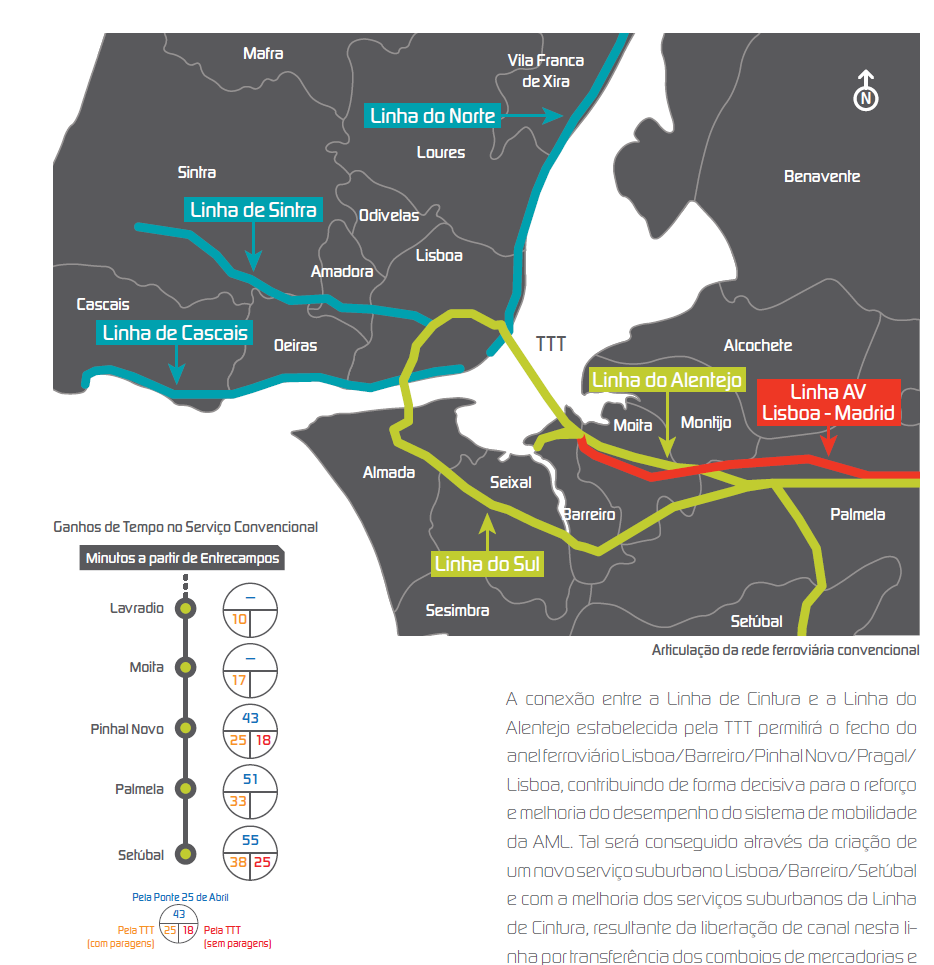 Mafra
Vila Franca
de Xira
Linha do Norte
N
Loures
Sintra
Benavente
Linha de Sintra
Odivelas
Lisboa
Amadora
Cascais
Linha de Cascais
Oeiras
TTT
Alcochete
Linha do Alentejo
Linha AV
Lisboa - Madrid
Moita
Montijo
Almada
Seixal
Barreiro
Palmela
Linha do Sul
Sesimbra
Setúbal
Articulação da rede ferroviária convencional
Ganhos de Tempo no Serviço Convencional
Minutos a partir de Entrecampos
Lavradio
–
10
Moita
–
17
Pinhal Novo
43
25 18
Palmela
51
33
Setúbal
55
38 25
Pela Ponte 25 de Abril
43
25 18
Pela TTT
(com paragens)
Pela TTT
(sem paragens)
A conexão entre a Linha de Cintura e a Linha do
Alentejo estabelecida pela TTT permitirá o fecho do
anel ferroviário Lisboa/Barreiro/Pinhal Novo/Pragal/
Lisboa, contribuindo de forma decisiva para o reforço
e melhoria do desempenho do sistema de mobilidade
da AML. Tal será conseguido através da criação de
um novo serviço suburbano Lisboa/Barreiro/Setúbal
e com a melhoria dos serviços suburbanos da Linha
de Cintura, resultante da libertação de canal nesta li-
nha por transferência dos comboios de mercadorias e